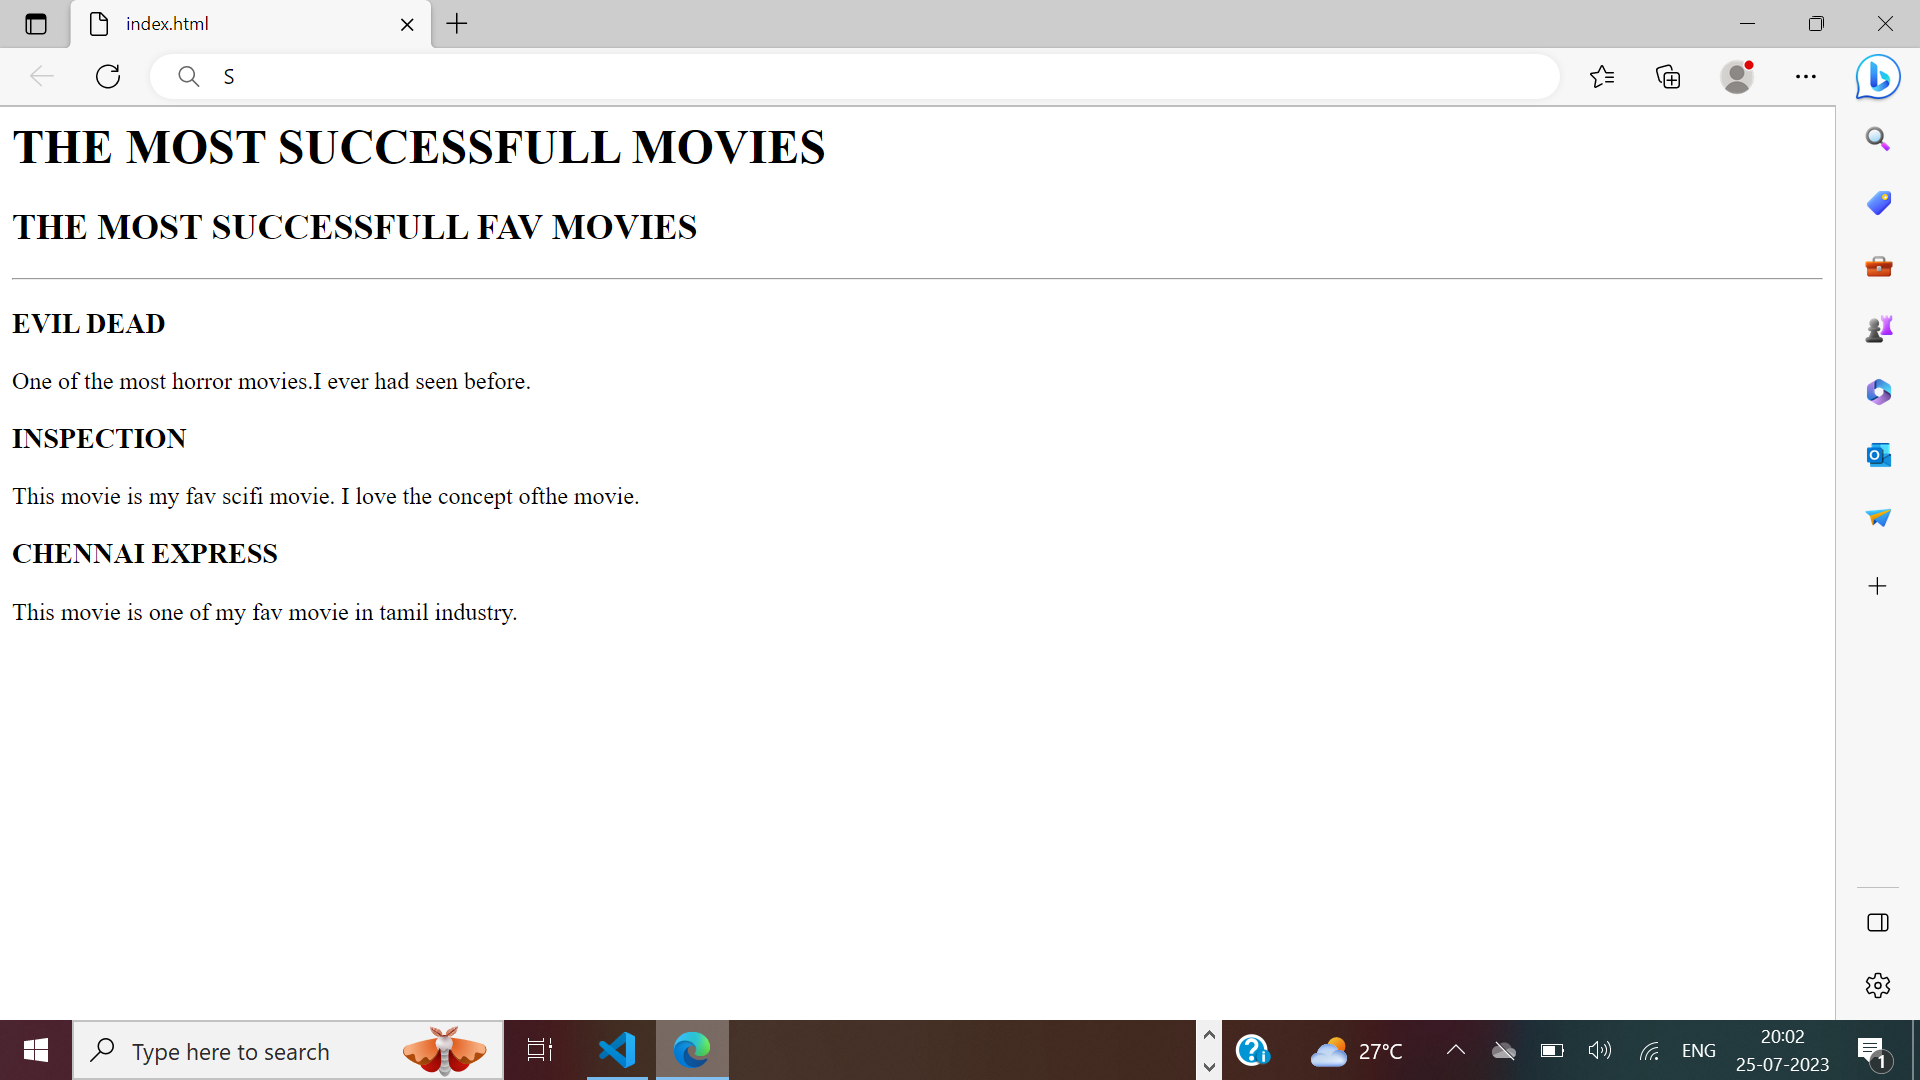 index.html
S
THE MOST SUCCESSFULL MOVIES
THE MOST SUCCESSFULL FAV MOVIES
EVIL DEAD
One of the most horror movies.I ever had seen before.
INSPECTION
This movie is my fav scifi movie. I love the concept ofthe movie.
CHENNAI EXPRESS
This movie is one of my fav movie in tamil industry.
Type here to search
27°C
ENG
20:02
25-07-2023
1